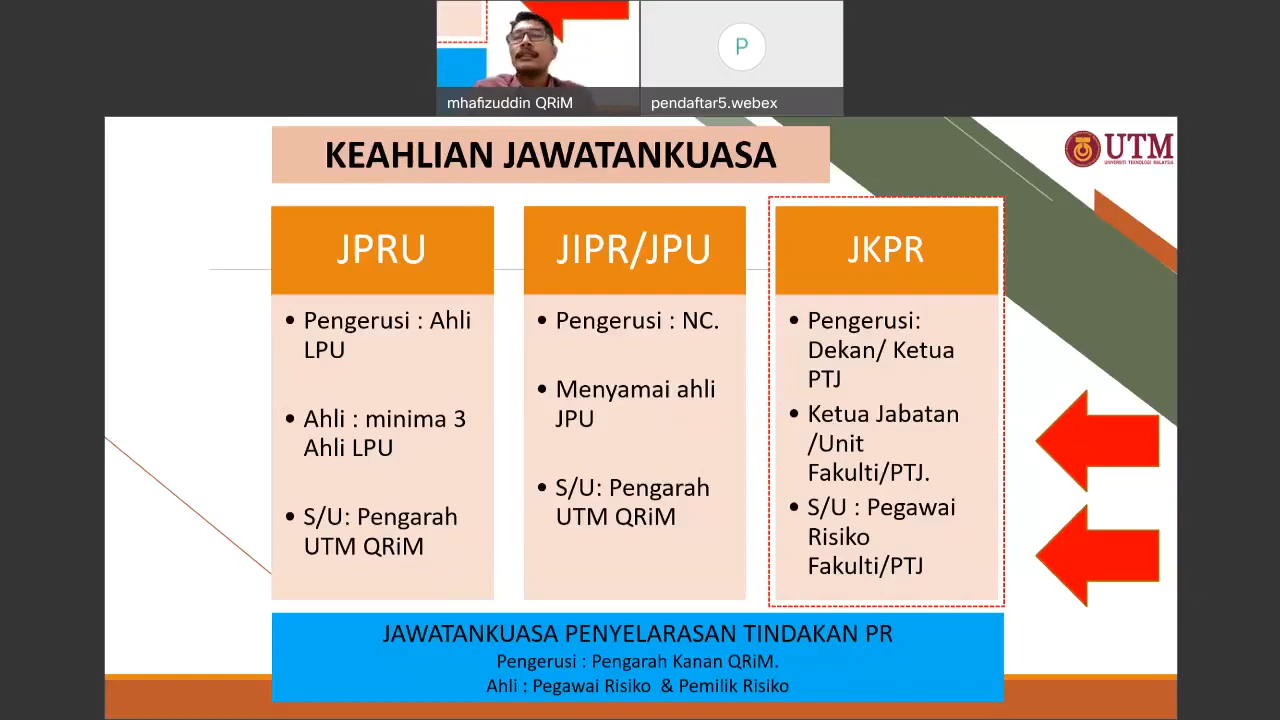 P
mhafizuddin QRiM
pendaftar5.webex
KEAHLIAN JAWATANKUASA
UTM
UNIVERSITI TEKNOLOGI MALAYSIA
JPRU
• Pengerusi : Ahli
LPU
• Ahli : minima 3
Ahli LPU
• S/U: Pengarah
UTM QRiM
JIPR/JPU
• Pengerusi : NC.
• Menyamai ahli
JPU
• S/U: Pengarah
UTM QRiM
JKPR
• Pengerusi:
Dekan/ Ketua
PTJ
• Ketua Jabatan
/Unit
Fakulti/PTJ.
• S/U : Pegawai
Risiko
Fakulti/PTJ
JAWATANKUASA PENYELARASAN TINDAKAN PR
Pengerusi : Pengarah Kanan QRiM.
Ahli : Pegawai Risiko & Pemilik Risiko